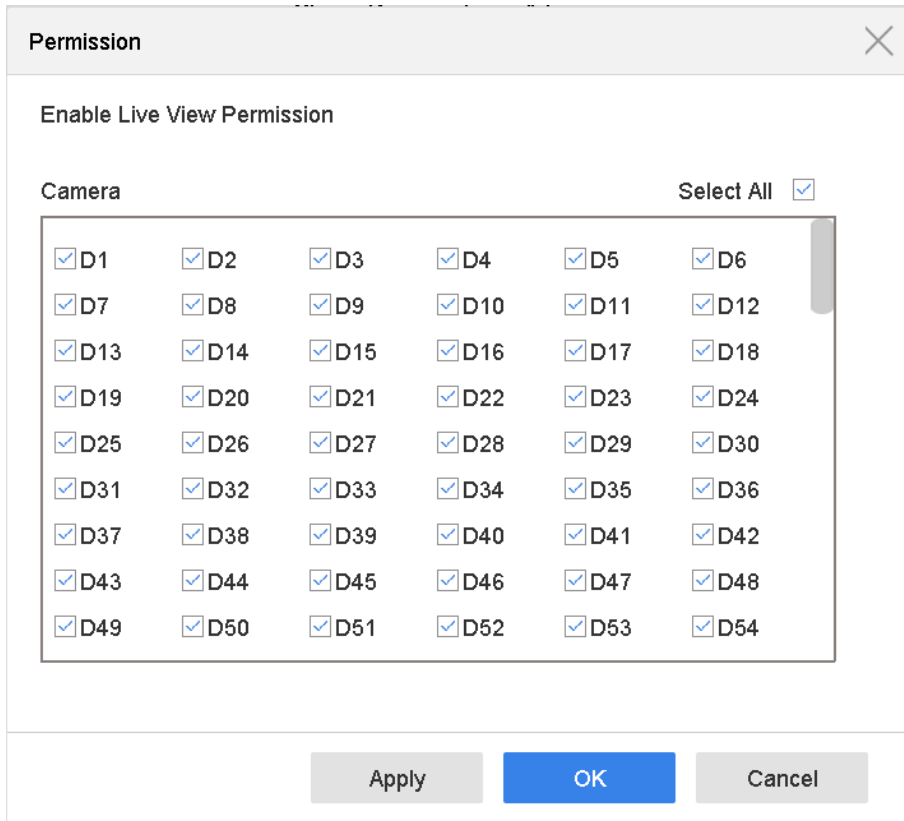 Permission
Enable Live View Permission
Camera Select All
D1 D2 D3 D4 D5 D6
D7 D8 D9 D10 D11 D12
D13 D14 D15 D16 D17 D18
D19 D20 D21 D22 D23 D24
D25 D26 D27 D28 D29 D30
D31 D32 D33 D34 D35 D36
D37 D38 D39 D40 D41 D42
D43 D44 D45 D46 D47 D48
D49 D50 D51 D52 D53 D54
Apply OK Cancel